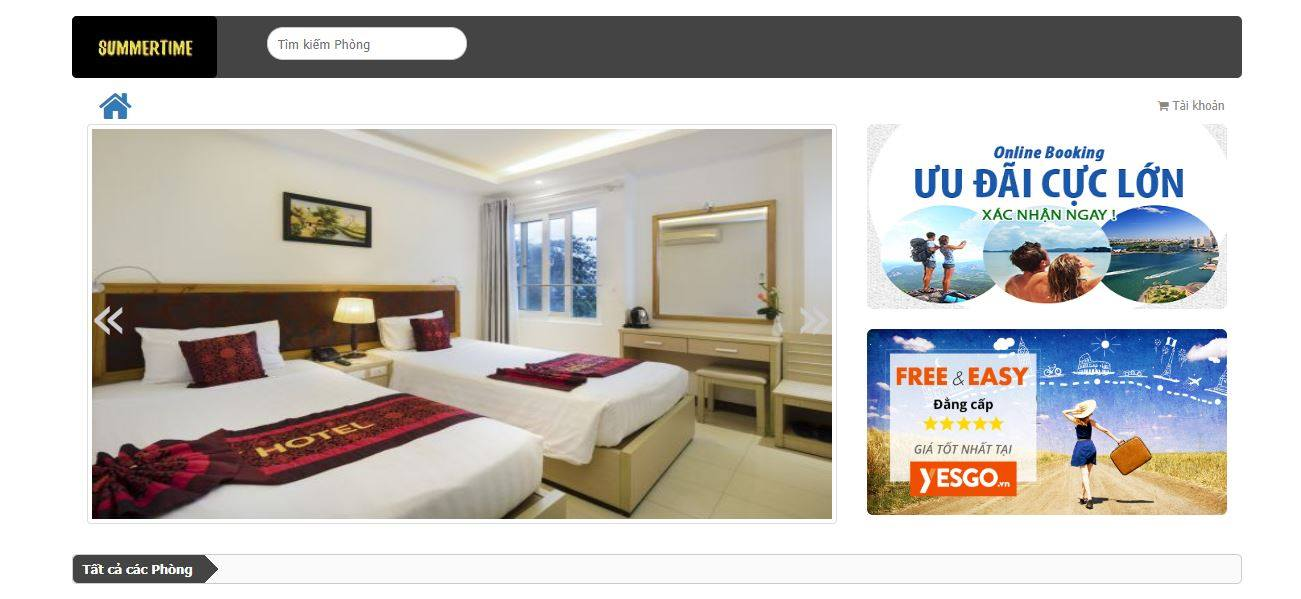 SUMMERTIME
Tìm kiếm Phòng
Tài khoản
HOTEL
Online Booking
ƯU ĐÃI CỰC LỚN
XÁC NHẬN NGAY !
FREE & EASY
Đẳng cấp
GIÁ TỐT NHẤT TẠI
YESGO.vn
Tất cả các Phòng